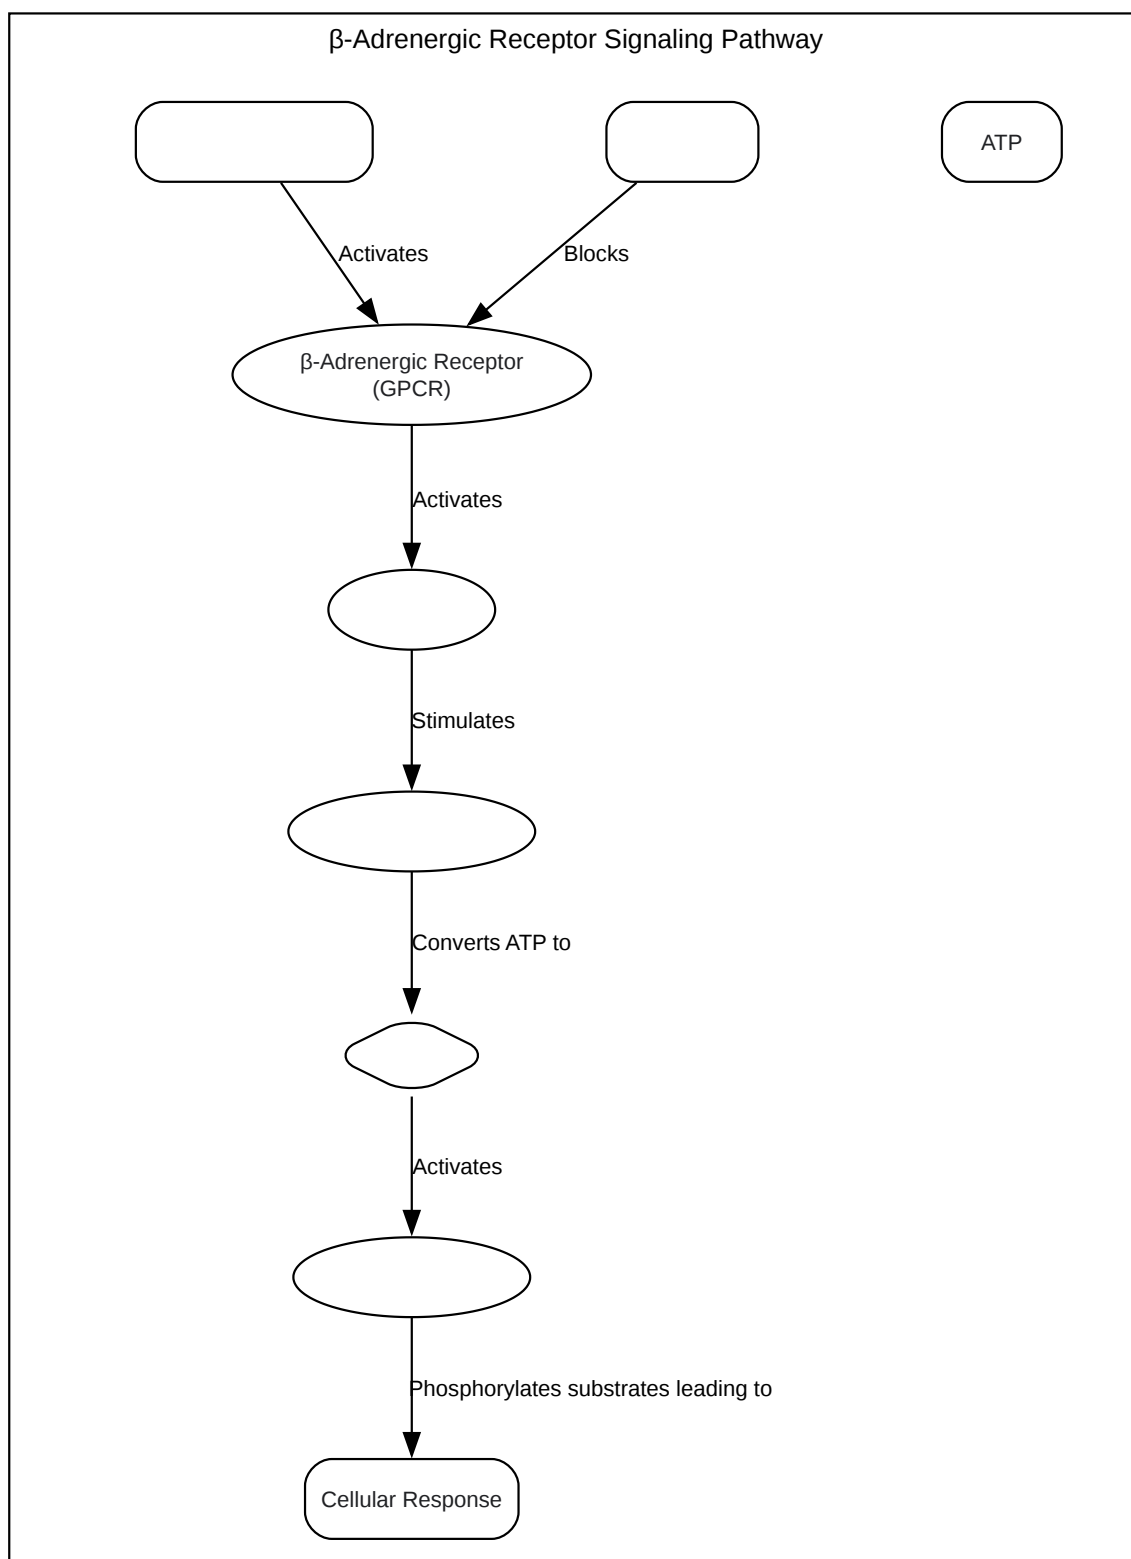 β-Adrenergic Receptor Signaling Pathway
ATP
Activates
Blocks
β-Adrenergic Receptor
(GPCR)
Activates
Stimulates
Converts ATP to
Activates
Phosphorylates substrates leading to
Cellular Response